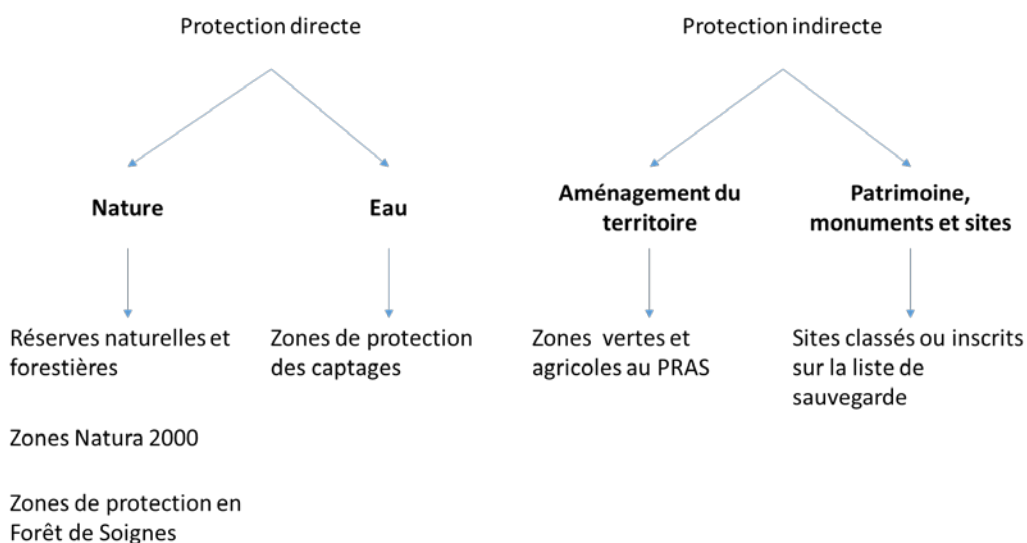 Protection directe
Protection indirecte
Nature
Eau
Aménagement du
territoire
Patrimoine,
monuments et sites
Réserves naturelles et
forestières
Zones de protection
des captages
Zones vertes et
agricoles au PRAS
Sites classés ou inscrits
sur la liste de
sauvegarde
Zones Natura 2000
Zones de protection en
Forêt de Soignes